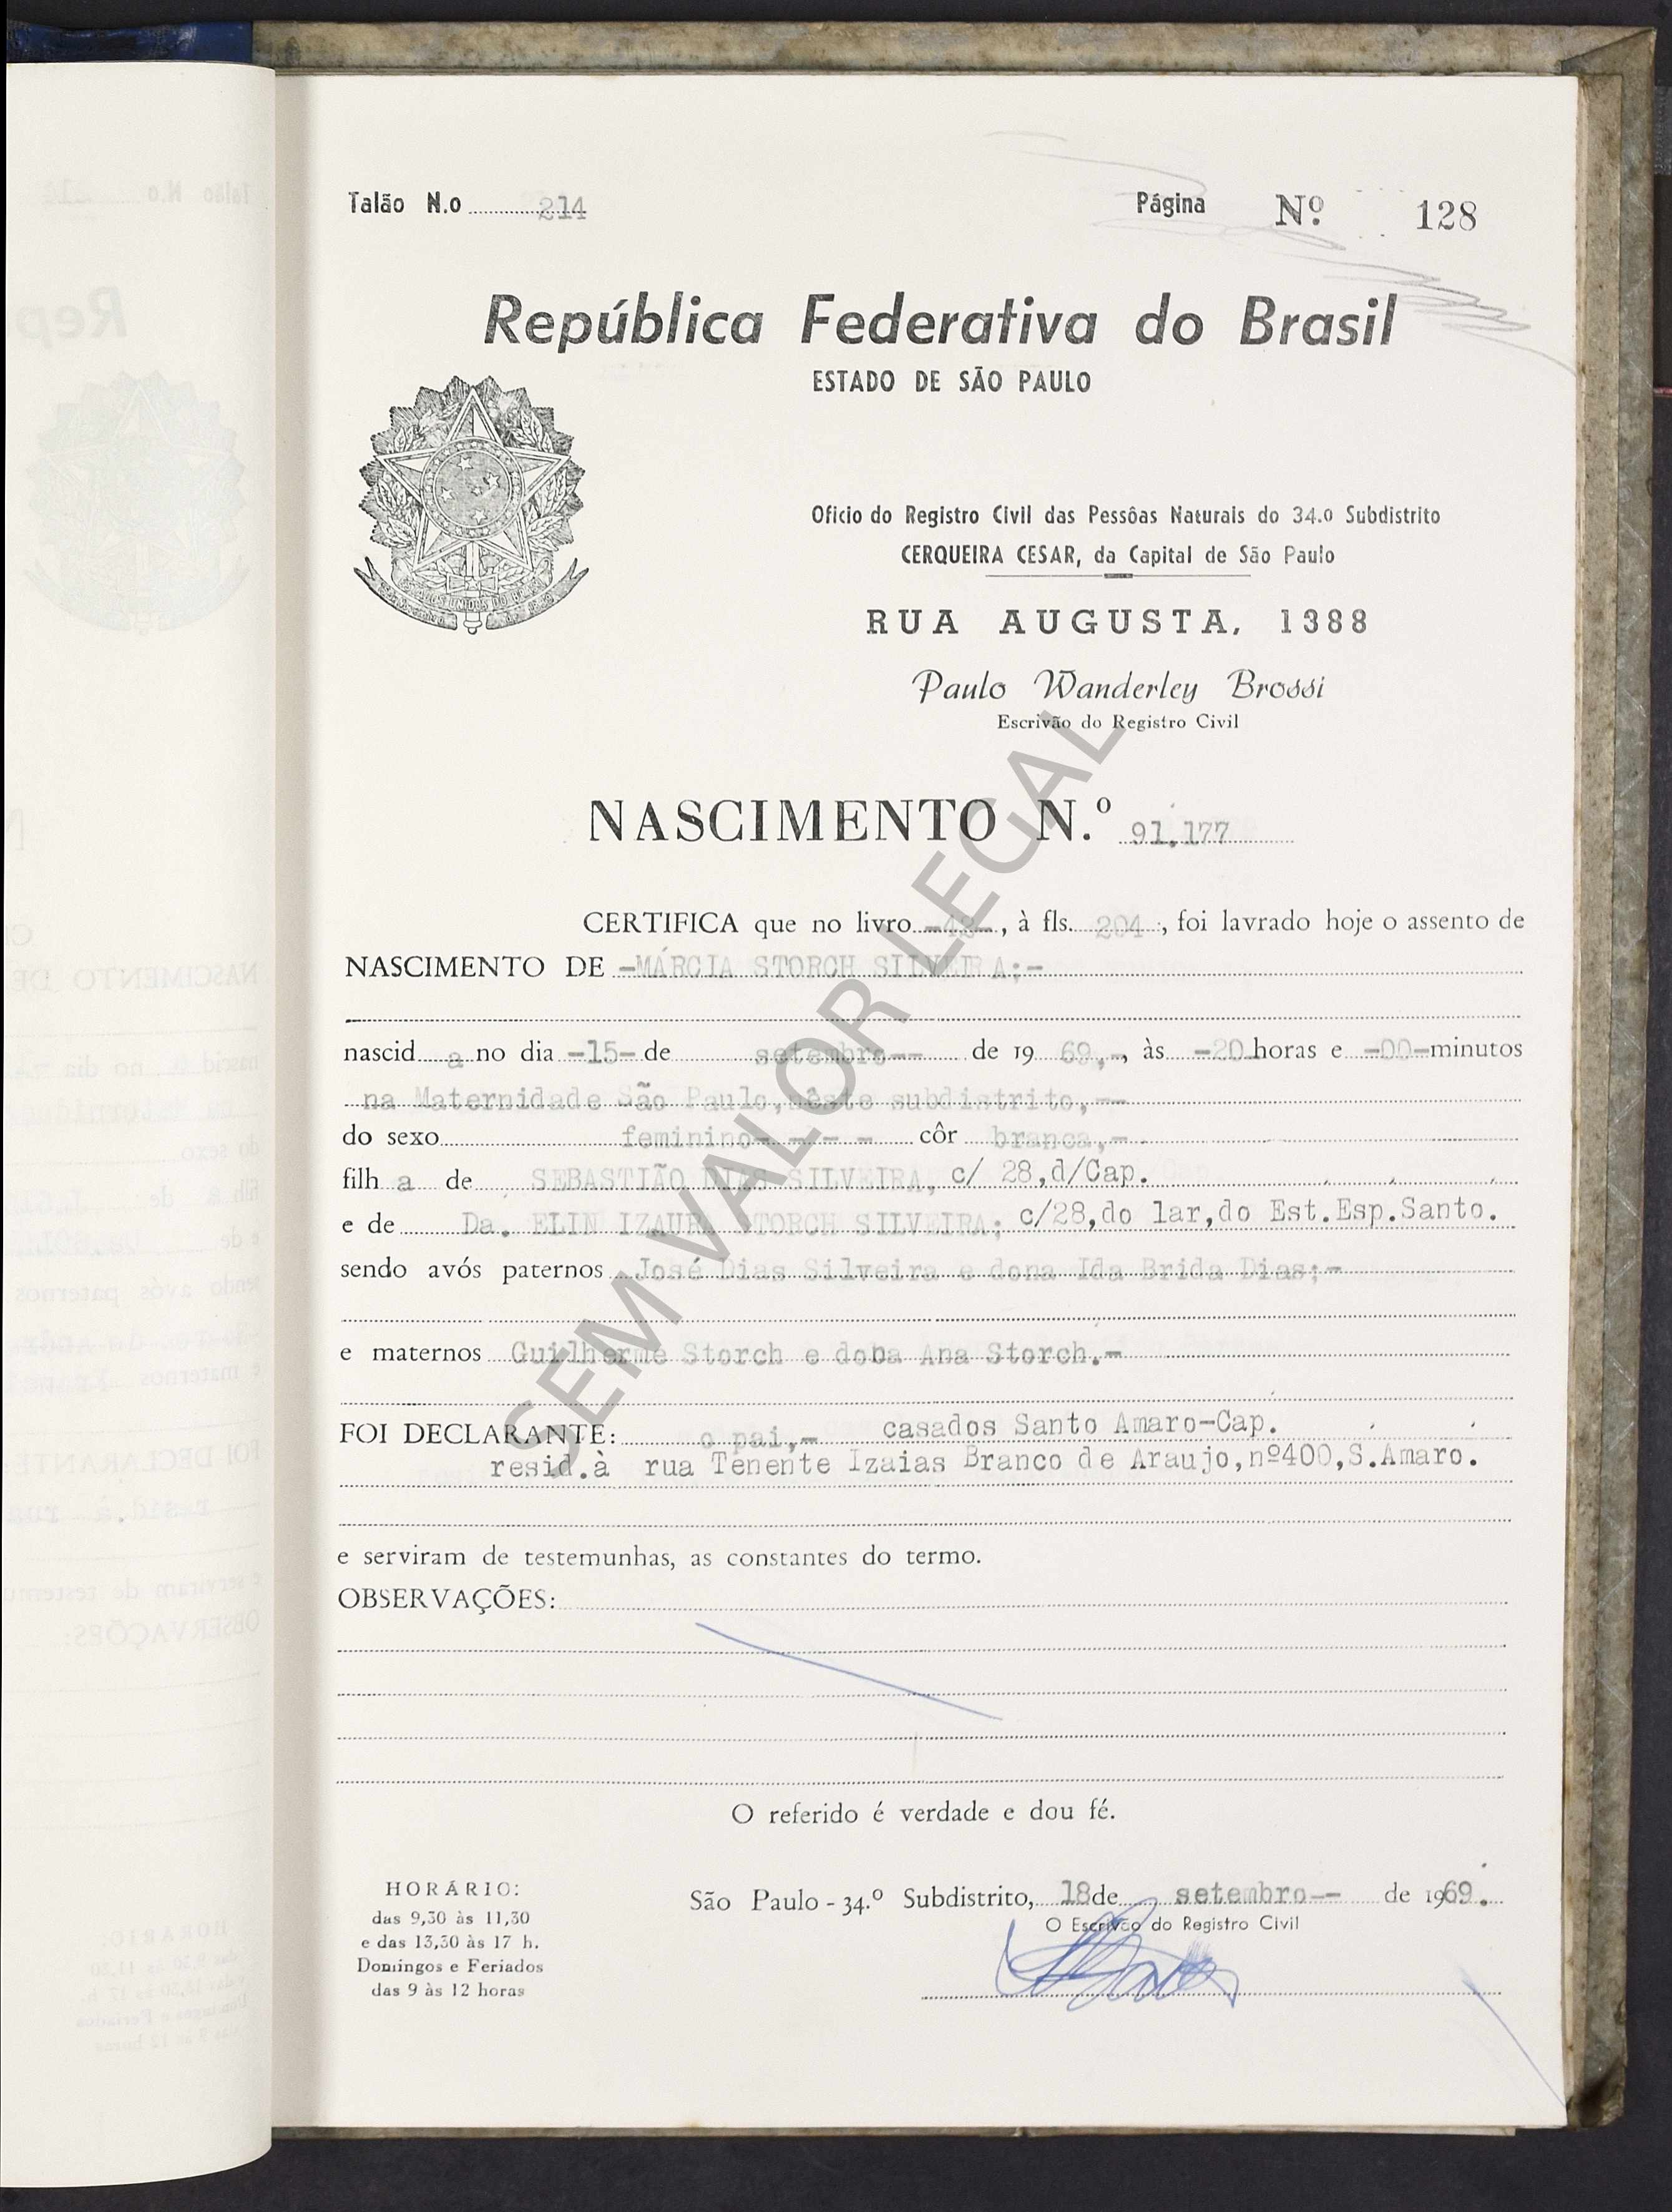 Talão N.o 214
Página Nº 128
República Federativa do Brasil
ESTADO DE SÃO PAULO
Oficio do Registro Civil das Pessôas Naturais do 34.o Subdistrito
CERQUEIRA CESAR, da Capital de São Paulo
RUA AUGUSTA, 1388
Paulo Wanderley Brossi
Escrivão do Registro Civil
NASCIMENTO N.º 91.177
CERTIFICA que no livro -42-, à fls. 204, foi lavrado hoje o assento de
NASCIMENTO DE -MÁRCIA STORCH SILVEIRA;-
nascid a no dia -15- de setembro-- de 19 69,-, às -20 horas e -00-minutos
na Maternidade São Paulo, nêste subdistrito,--
do sexo feminino- - - - côr branca,-
filh a de SEBASTIÃO DIAS SILVEIRA, c/ 28,d/Cap.
e de Da. ELIN IZAURA STORCH SILVEIRA; c/28,do lar,do Est.Esp.Santo.
sendo avós paternos José Dias Silveira e dona Ida Brida Dias;-
e maternos Guilherme Storch e doba Ana Storch.-
FOI DECLARANTE: o pai,- casados Santo Amaro-Cap.
resid.à rua Tenente Izaias Branco de Araujo,nº400,S.Amaro.
e serviram de testemunhas, as constantes do termo.
OBSERVAÇÕES:
O referido é verdade e dou fé.
HORÁRIO:
das 9,30 às 11,30
e das 13,30 às 17 h.
Domingos e Feriados
das 9 às 12 horas
São Paulo - 34.º Subdistrito, 18 de setembro-- de 1969.
O Escrivão do Registro Civil
SEM VALOR LEGAL